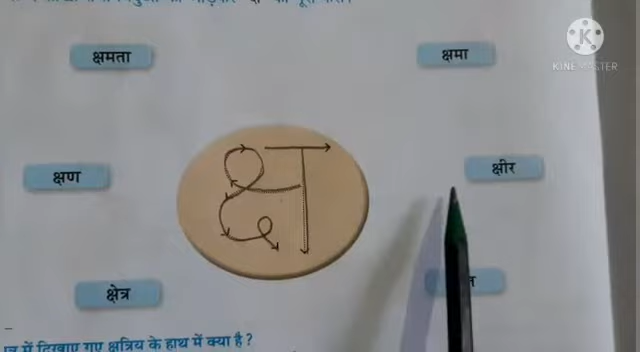 क्षमता
क्षमा
KINEMASTER
क्षण
क्ष
क्षीर
क्षेत्र
में दिखाए गए क्षत्रिय के हाथ में क्या है?